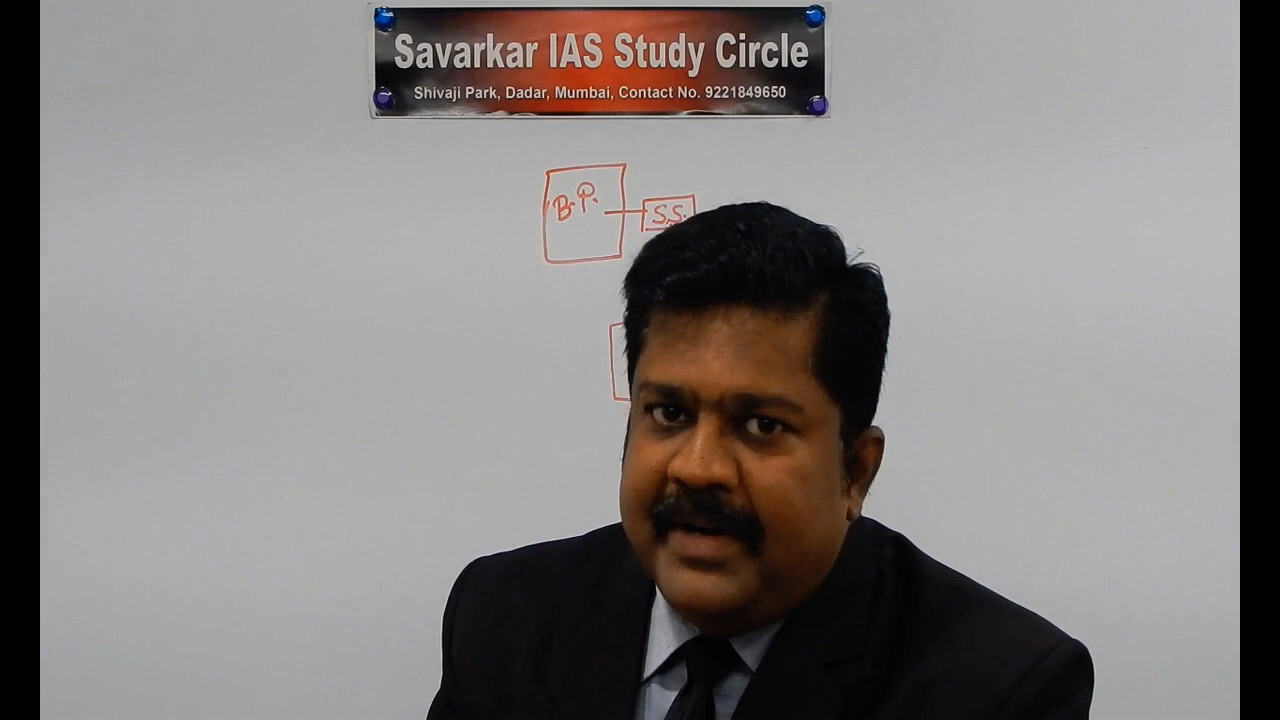 Savarkar IAS Study Circle
Shivaji Park, Dadar, Mumbai, Contact No. 9221849650
B.P.
S.S.